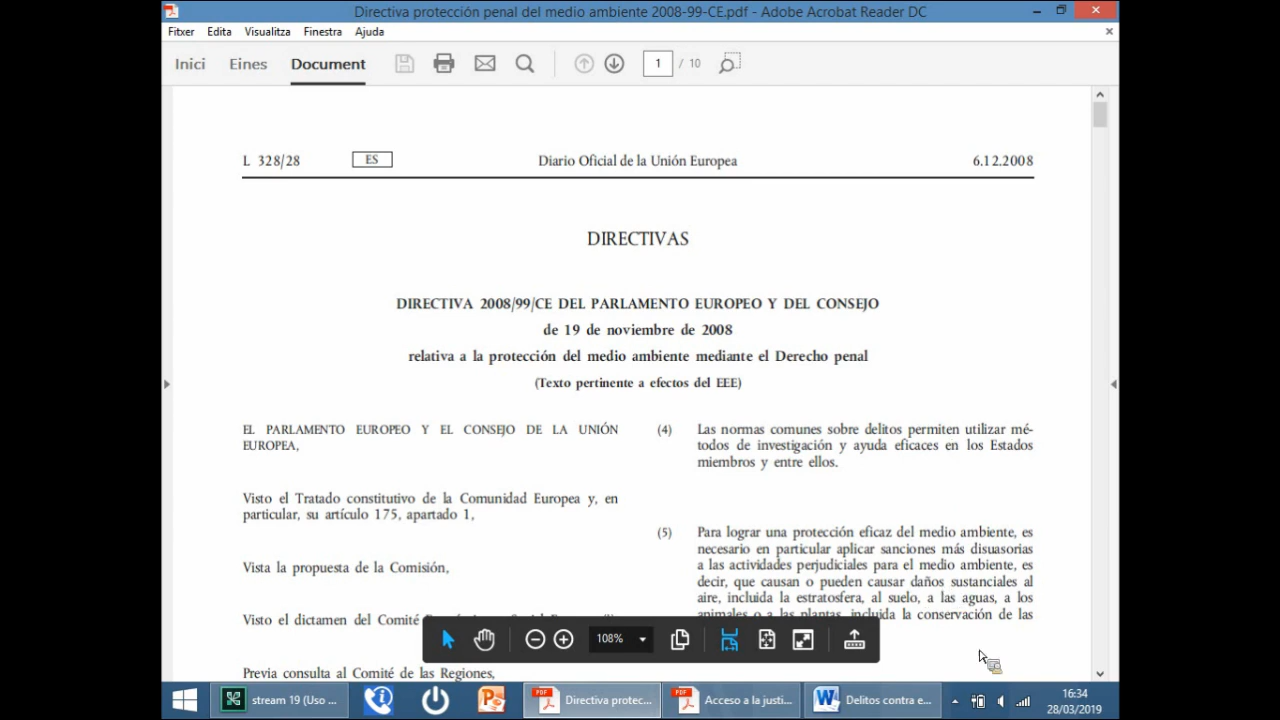 Directiva protección penal del medio ambiente 2008-99-CE.pdf - Adobe Acrobat Reader DC
Fitxer Edita Visualitza Finestra Ajuda
Inici Eines Document 1 / 10
L 328/28 ES Diario Oficial de la Unión Europea 6.12.2008
DIRECTIVAS
DIRECTIVA 2008/99/CE DEL PARLAMENTO EUROPEO Y DEL CONSEJO
de 19 de noviembre de 2008
relativa a la protección del medio ambiente mediante el Derecho penal
(Texto pertinente a efectos del EEE)
EL PARLAMENTO EUROPEO Y EL CONSEJO DE LA UNIÓN
EUROPEA,
Visto el Tratado constitutivo de la Comunidad Europea y, en
particular, su artículo 175, apartado 1,
Vista la propuesta de la Comisión,
Visto el dictamen del Comité
Previa consulta al Comité de las Regiones,
(4) Las normas comunes sobre delitos permiten utilizar mé-
todos de investigación y ayuda eficaces en los Estados
miembros y entre ellos.
(5) Para lograr una protección eficaz del medio ambiente, es
necesario en particular aplicar sanciones más disuasorias
a las actividades perjudiciales para el medio ambiente, es
decir, que causan o pueden causar daños sustanciales al
aire, incluida la estratosfera, al suelo, a las aguas, a los
animales o a las plantas, incluida la conservación de las
108%
stream 19 (Uso ... Directiva protec... Acceso a la justi... Delitos contra e... 16:34
28/03/2019